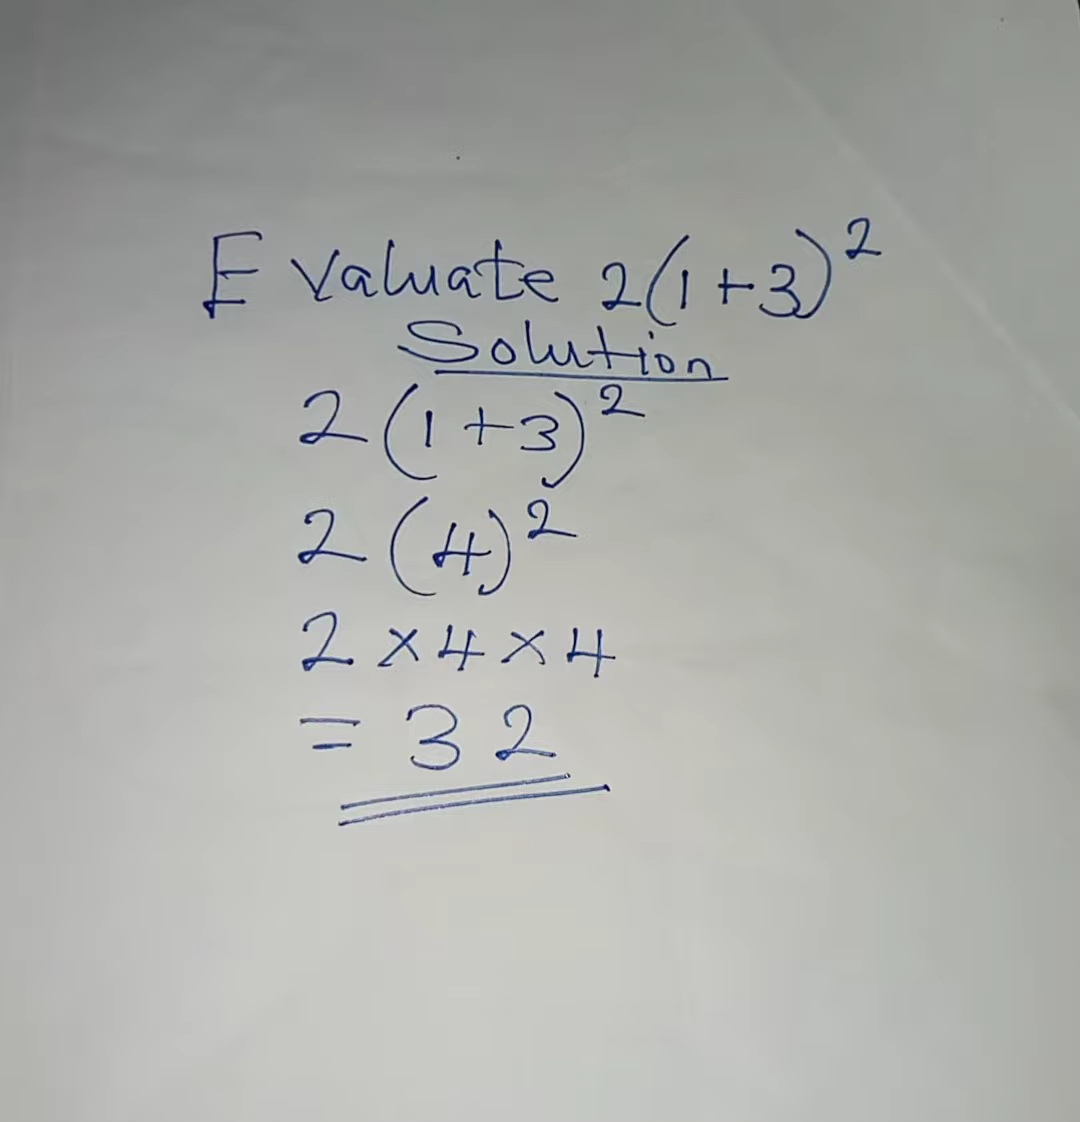 Evaluate 2(1+3)²
Solution
2(1+3)²
2(4)²
2×4×4
= 32